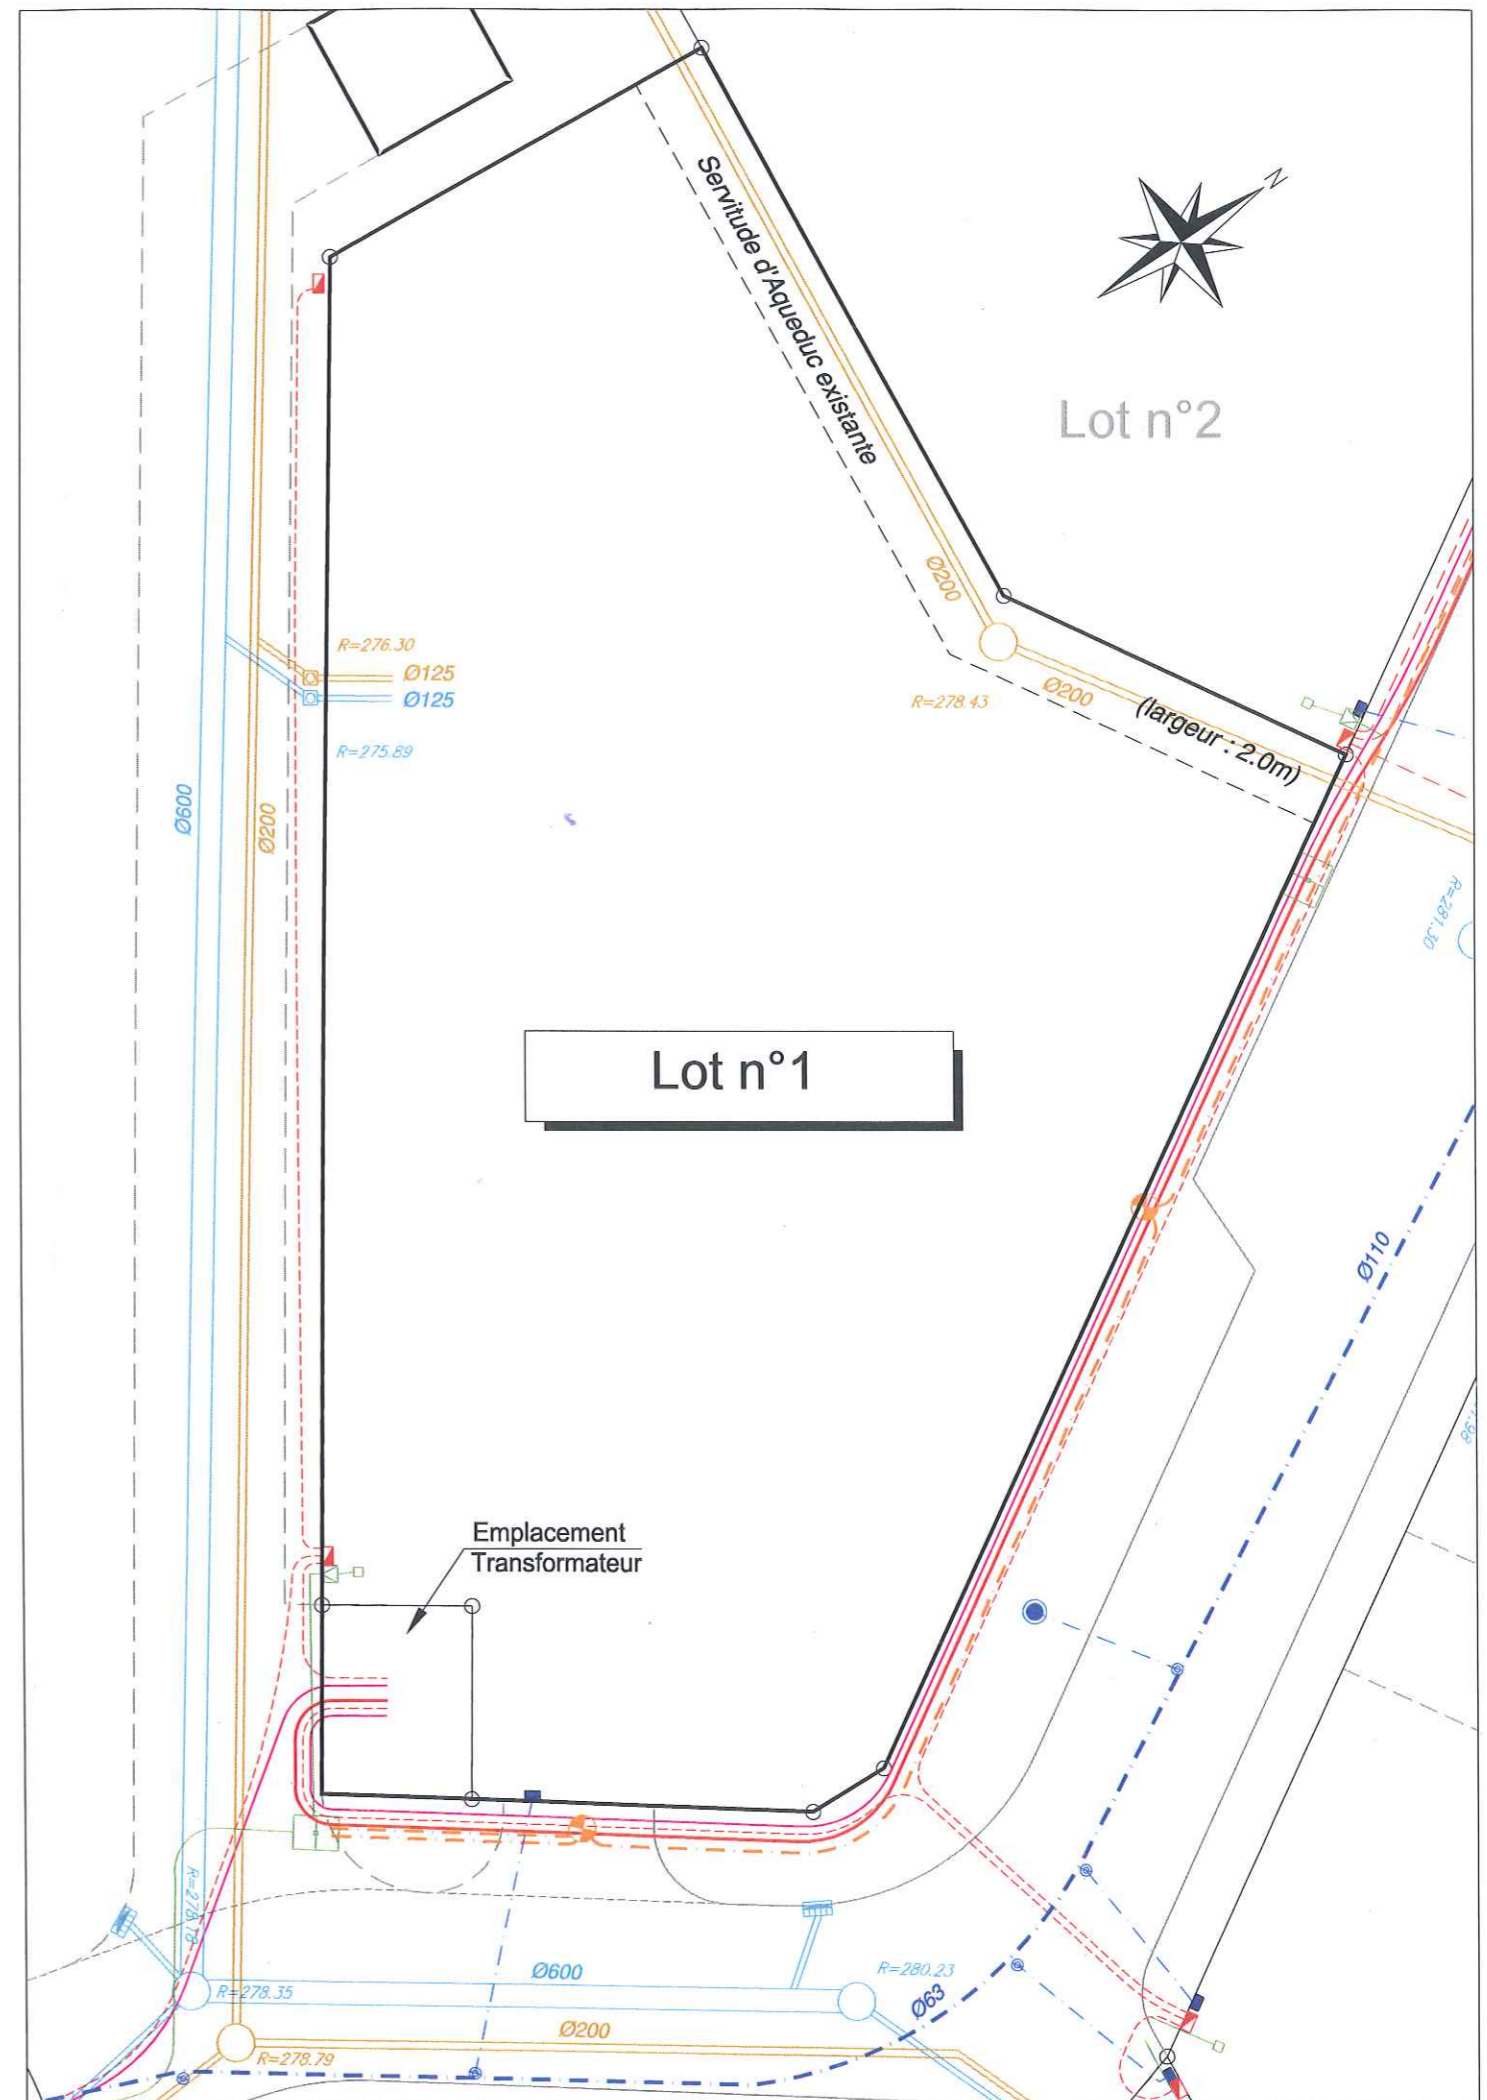 N
Servitude d'Aqueduc existante
Lot n°2
Ø200
R=276.30
Ø125
Ø125
R=278.43
Ø200
(largeur : 2.0m)
R=275.89
Ø600
Ø200
R=281.30
Lot n°1
Ø110
Emplacement
Transformateur
R=278.18
Ø600
R=280.23
R=278.35
Ø63
Ø200
R=278.79